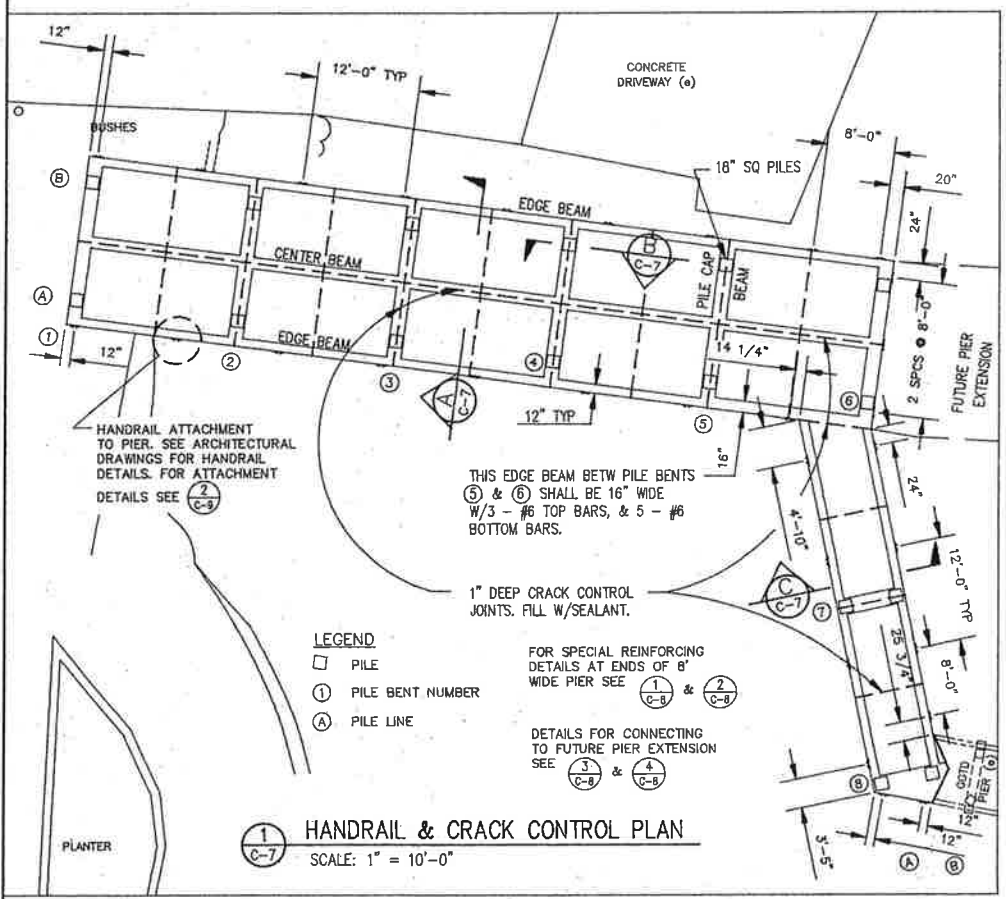 12"
12'-0" TYP
CONCRETE
DRIVEWAY (e)
BUSHES
8'-0"
20"
18" SQ PILES
24"
B
EDGE BEAM
B
C-7
CENTER BEAM
PILE CAP
BEAM
A
EDGE BEAM
14 1/4"
2 SPCS @ 8'-0"
FUTURE PIER
EXTENSION
1
12"
2
3
4
5
6
A
C-7
12" TYP
16"
HANDRAIL ATTACHMENT
TO PIER. SEE ARCHITECTURAL
DRAWINGS FOR HANDRAIL
DETAILS. FOR ATTACHMENT
DETAILS SEE 2
C-9
THIS EDGE BEAM BETW PILE BENTS
5 & 6 SHALL BE 16" WIDE
W/3 - #6 TOP BARS, & 5 - #6
BOTTOM BARS.
24"
4'-10"
12'-0" TYP
1" DEEP CRACK CONTROL
JOINTS. FILL W/SEALANT.
C
C-7
7
25 3/4"
8'-0"
LEGEND
PILE
1 PILE BENT NUMBER
A PILE LINE
FOR SPECIAL REINFORCING
DETAILS AT ENDS OF 8'
WIDE PIER SEE 1
C-8 & 2
C-8
DETAILS FOR CONNECTING
TO FUTURE PIER EXTENSION
SEE 3
C-8 & 4
C-8
8
PIER (e)
12"
12"
3'-5"
A
B
PLANTER
1
C-7
HANDRAIL & CRACK CONTROL PLAN
SCALE: 1" = 10'-0"